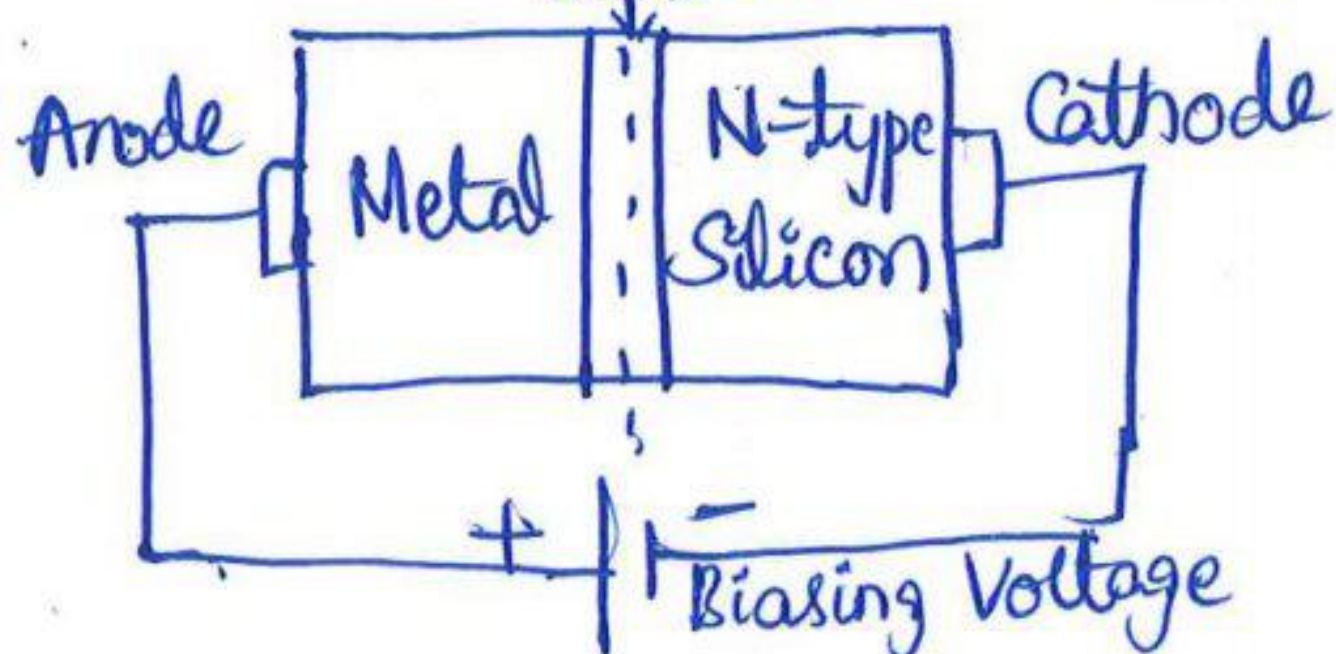 Anode
Metal
N-type
Silicon
Cathode
+
-
Biasing Voltage